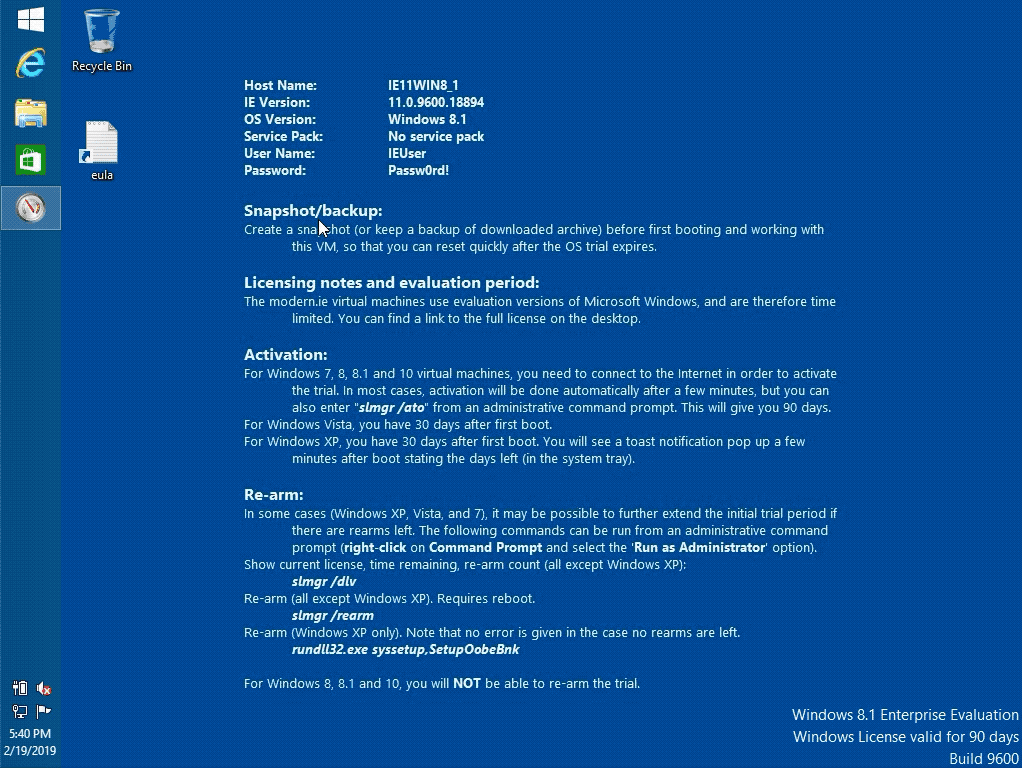 Recycle Bin
eula
Host Name: IE11WIN8_1
IE Version: 11.0.9600.18894
OS Version: Windows 8.1
Service Pack: No service pack
User Name: IEUser
Password: Passw0rd!
Snapshot/backup:
Create a snapshot (or keep a backup of downloaded archive) before first booting and working with
this VM, so that you can reset quickly after the OS trial expires.
Licensing notes and evaluation period:
The modern.ie virtual machines use evaluation versions of Microsoft Windows, and are therefore time
limited. You can find a link to the full license on the desktop.
Activation:
For Windows 7, 8, 8.1 and 10 virtual machines, you need to connect to the Internet in order to activate
the trial. In most cases, activation will be done automatically after a few minutes, but you can
also enter "slmgr /ato" from an administrative command prompt. This will give you 90 days.
For Windows Vista, you have 30 days after first boot.
For Windows XP, you have 30 days after first boot. You will see a toast notification pop up a few
minutes after boot stating the days left (in the system tray).
Re-arm:
In some cases (Windows XP, Vista, and 7), it may be possible to further extend the initial trial period if
there are rearms left. The following commands can be run from an administrative command
prompt (right-click on Command Prompt and select the 'Run as Administrator' option).
Show current license, time remaining, re-arm count (all except Windows XP):
slmgr /dlv
Re-arm (all except Windows XP). Requires reboot.
slmgr /rearm
Re-arm (Windows XP only). Note that no error is given in the case no rearms are left.
rundll32.exe syssetup,SetupOobeBnk
For Windows 8, 8.1 and 10, you will NOT be able to re-arm the trial.
5:40 PM
2/19/2019
Windows 8.1 Enterprise Evaluation
Windows License valid for 90 days
Build 9600